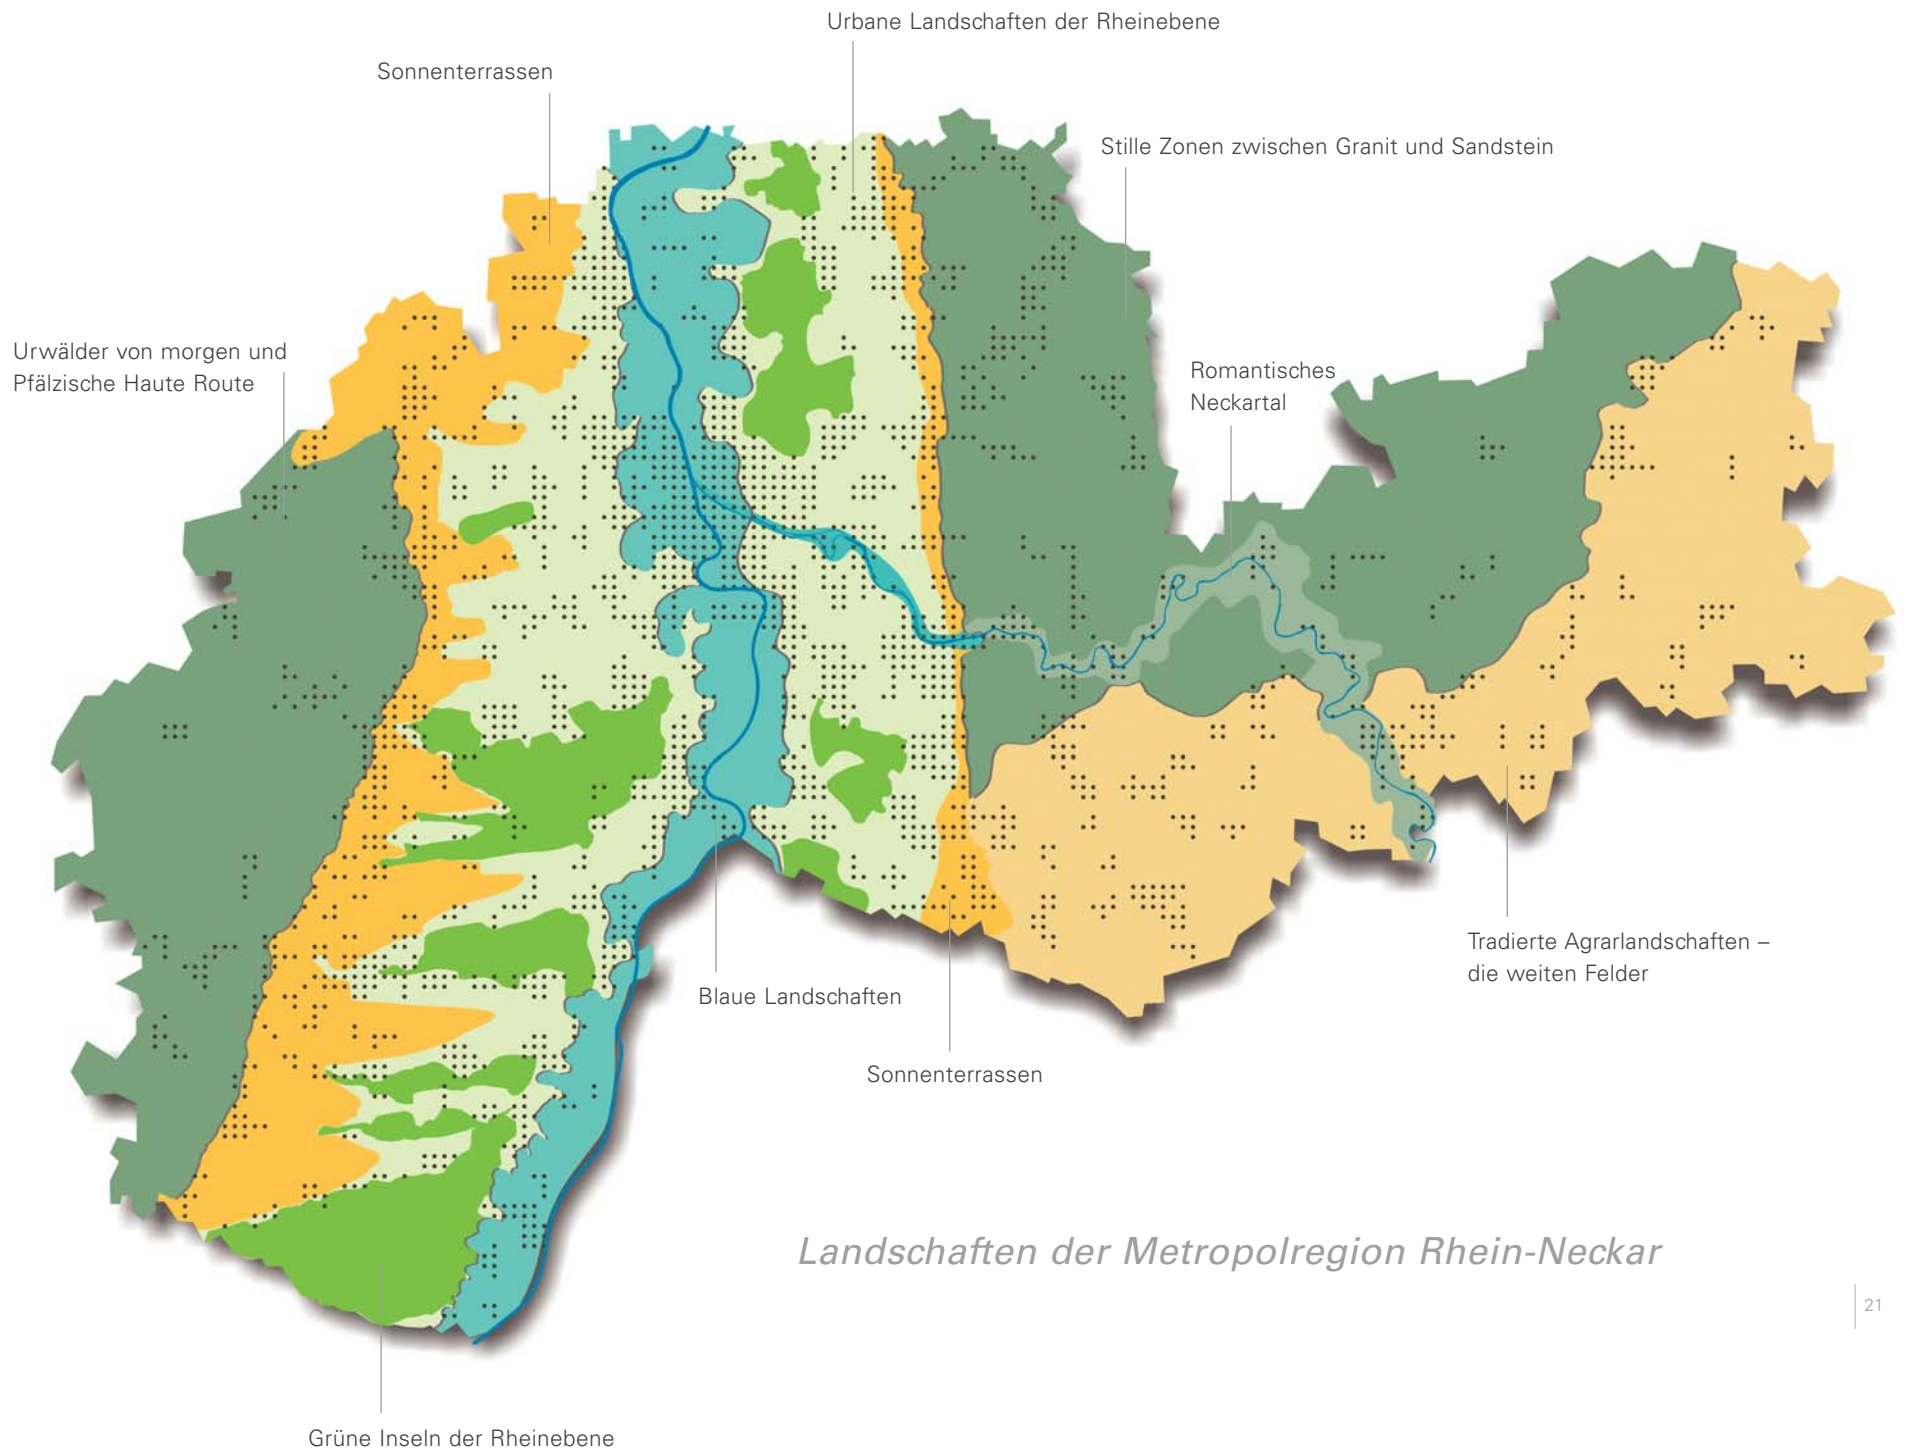 Urbane Landschaften der Rheinebene
Sonnenterrassen
Stille Zonen zwischen Granit und Sandstein
Urwälder von morgen und
Pfälzische Haute Route
Romantisches
Neckartal
Tradierte Agrarlandschaften –
die weiten Felder
Blaue Landschaften
Sonnenterrassen
Landschaften der Metropolregion Rhein-Neckar
21
Grüne Inseln der Rheinebene